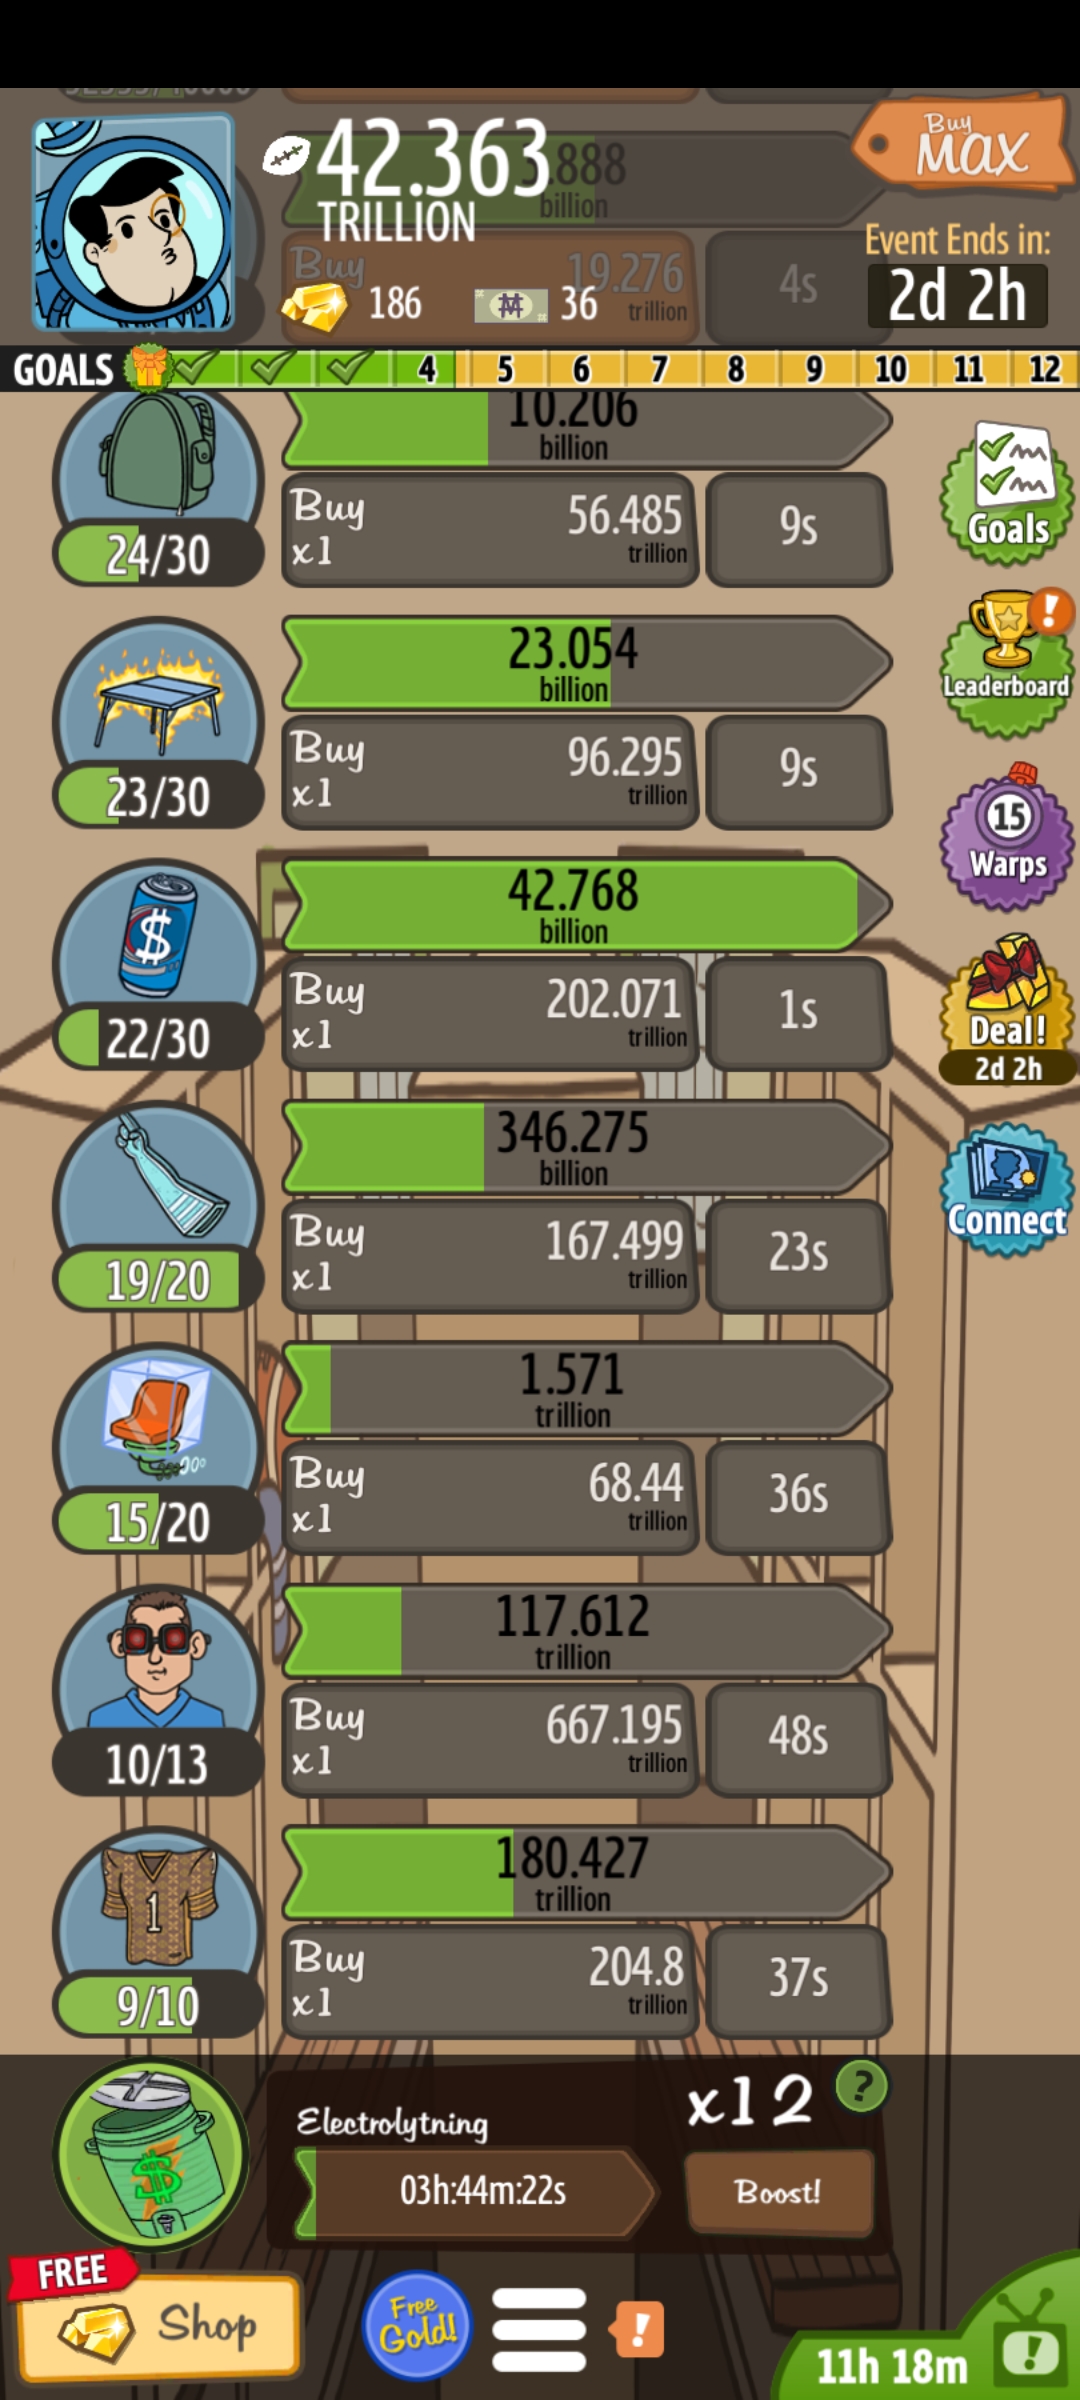 42.363
TRILLION
.888
billion
Buy
MAX
Buy
19.276
trillion
4s
186
36
Event Ends in:
2d 2h
GOALS
4 5 6 7 8 9 10 11 12
10.206
billion
24/30
Buy
x1
56.485
trillion
9s
Goals
23.054
billion
23/30
Buy
x1
96.295
trillion
9s
Leaderboard
42.768
billion
22/30
Buy
x1
202.071
trillion
1s
15
Warps
Deal!
2d 2h
346.275
billion
19/20
Buy
x1
167.499
trillion
23s
Connect
1.571
trillion
15/20
Buy
x1
68.44
trillion
36s
117.612
trillion
10/13
Buy
x1
667.195
trillion
48s
1
180.427
trillion
9/10
Buy
x1
204.8
trillion
37s
Electrolytning
03h:44m:22s
x12
?
Boost!
FREE
Shop
Free
Gold!
!
11h 18m
!